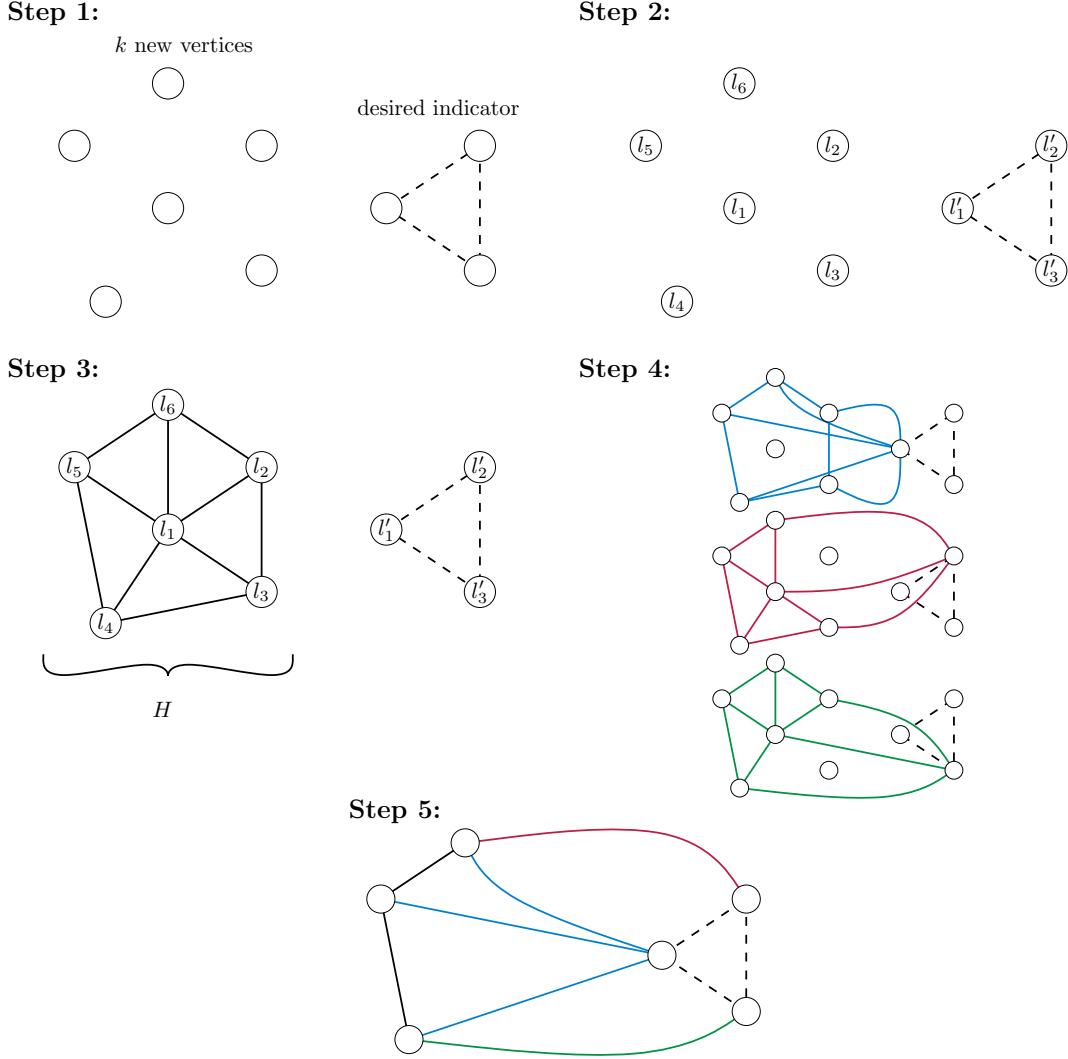 Step 1:
k new vertices
desired indicator
Step 2:
l₆
l₅
l₂
l₁
l₃
l₄
l′₂
l′₁
l′₃
Step 3:
l₆
l₅
l₂
l₁
l₃
l₄
H
l′₂
l′₁
l′₃
Step 4:
Step 5: